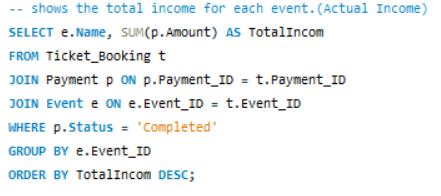 -- shows the total income for each event.(Actual Income)
SELECT e.Name, SUM(p.Amount) AS TotalIncom
FROM Ticket_Booking t
JOIN Payment p ON p.Payment_ID = t.Payment_ID
JOIN Event e ON e.Event_ID = t.Event_ID
WHERE p.Status = 'Completed'
GROUP BY e.Event_ID
ORDER BY TotalIncom DESC;